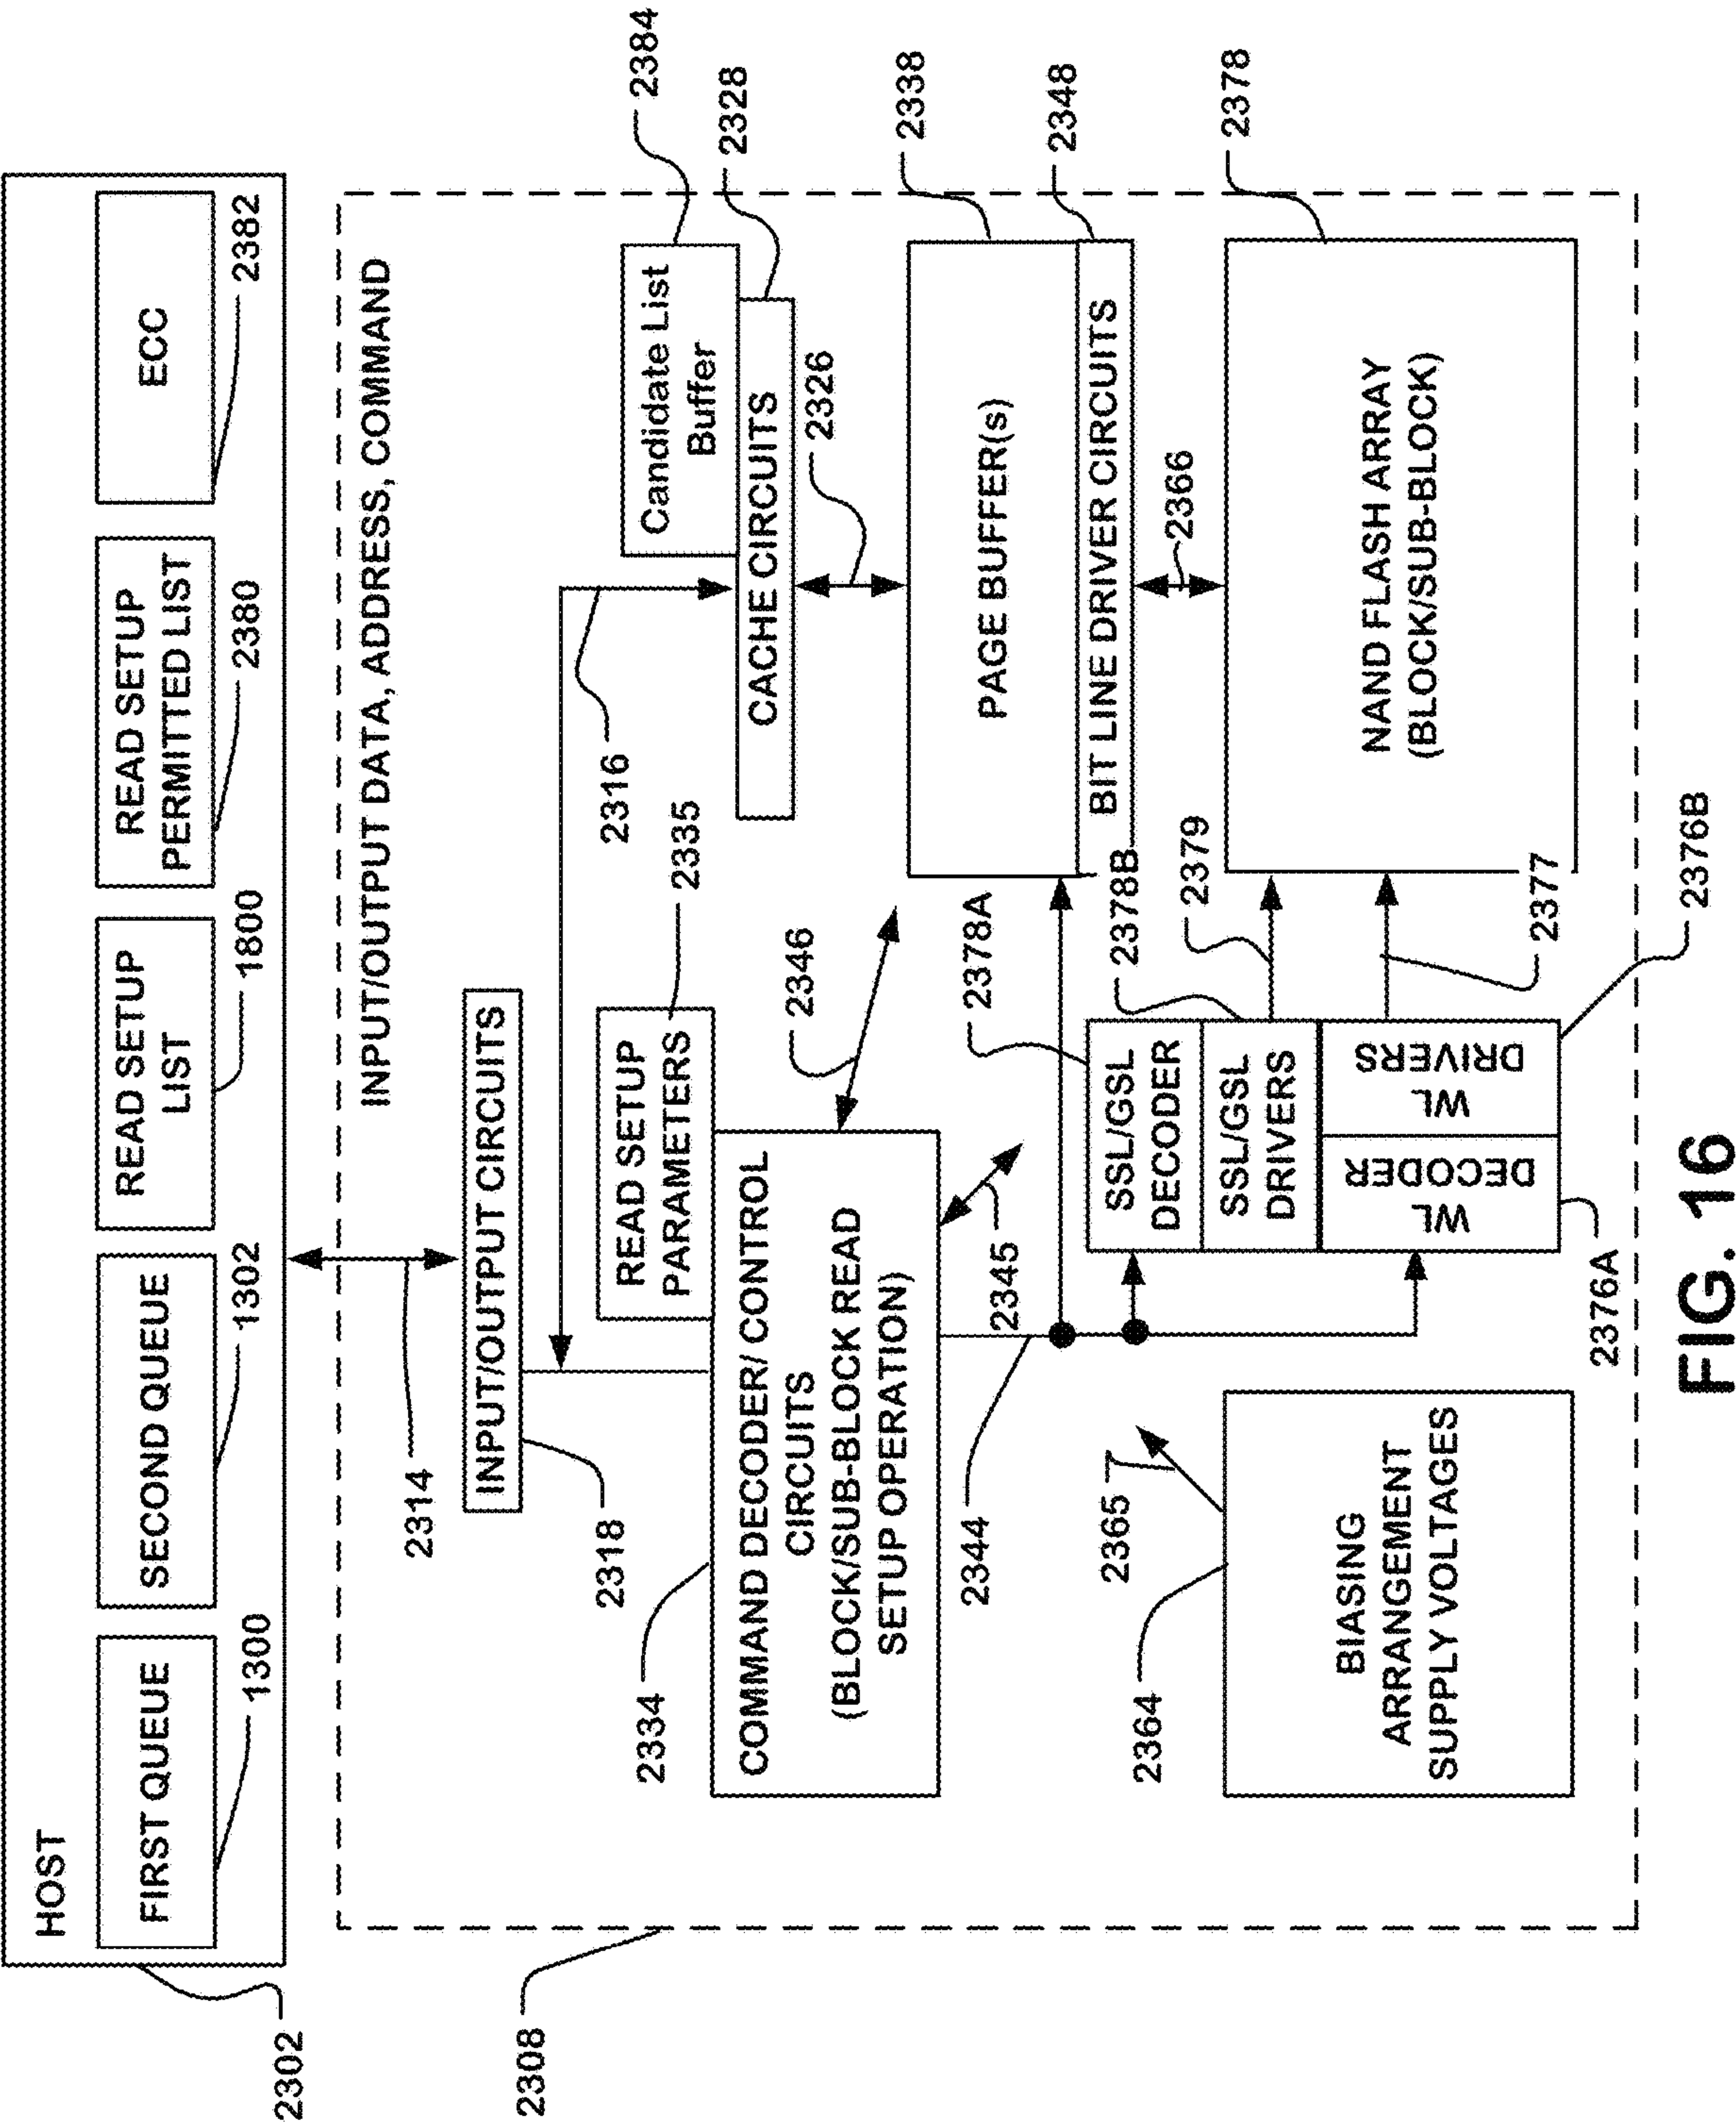 HOST
FIRST QUEUE
SECOND QUEUE
READ SETUP
LIST
READ SETUP
PERMITTED LIST
ECC
1300
1302
1800
2380
2382
2302
2314
INPUT/OUTPUT DATA, ADDRESS, COMMAND
2308
INPUT/OUTPUT CIRCUITS
2318
2316
Candidate List
Buffer
2384
CACHE CIRCUITS
2328
2326
READ SETUP
PARAMETERS
2335
2334
COMMAND DECODER/ CONTROL
CIRCUITS
(BLOCK/SUB-BLOCK READ
SETUP OPERATION)
2346
2345
2344
PAGE BUFFER(s)
2338
BIT LINE DRIVER CIRCUITS
2348
2366
2378A
SSL/GSL
DECODER
2378B
SSL/GSL
DRIVERS
2379
WL
DECODER
WL
DRIVERS
2376A
2376B
2377
NAND FLASH ARRAY
(BLOCK/SUB-BLOCK)
2378
2365
2364
BIASING
ARRANGEMENT
SUPPLY VOLTAGES
FIG. 16